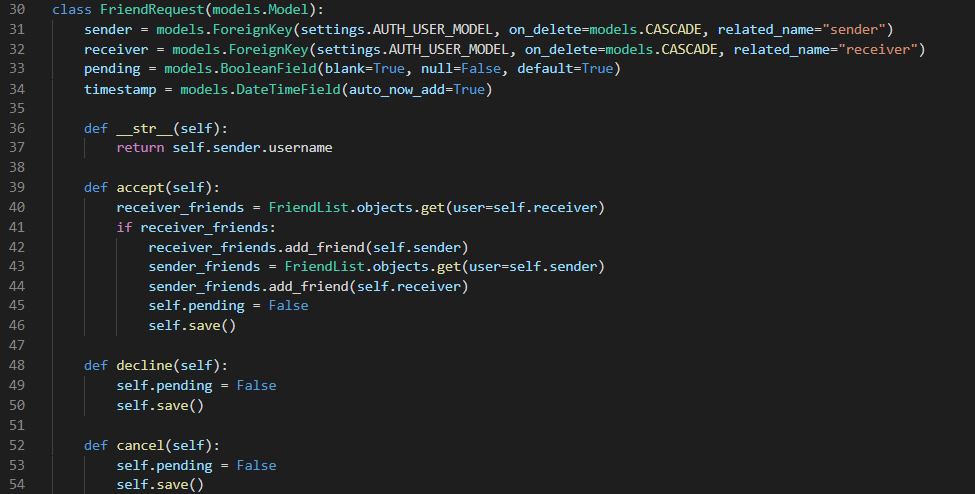 30 class FriendRequest(models.Model):
31     sender = models.ForeignKey(settings.AUTH_USER_MODEL, on_delete=models.CASCADE, related_name="sender")
32     receiver = models.ForeignKey(settings.AUTH_USER_MODEL, on_delete=models.CASCADE, related_name="receiver")
33     pending = models.BooleanField(blank=True, null=False, default=True)
34     timestamp = models.DateTimeField(auto_now_add=True)
35
36     def __str__(self):
37         return self.sender.username
38
39     def accept(self):
40         receiver_friends = FriendList.objects.get(user=self.receiver)
41         if receiver_friends:
42             receiver_friends.add_friend(self.sender)
43             sender_friends = FriendList.objects.get(user=self.sender)
44             sender_friends.add_friend(self.receiver)
45             self.pending = False
46             self.save()
47
48     def decline(self):
49         self.pending = False
50         self.save()
51
52     def cancel(self):
53         self.pending = False
54         self.save()